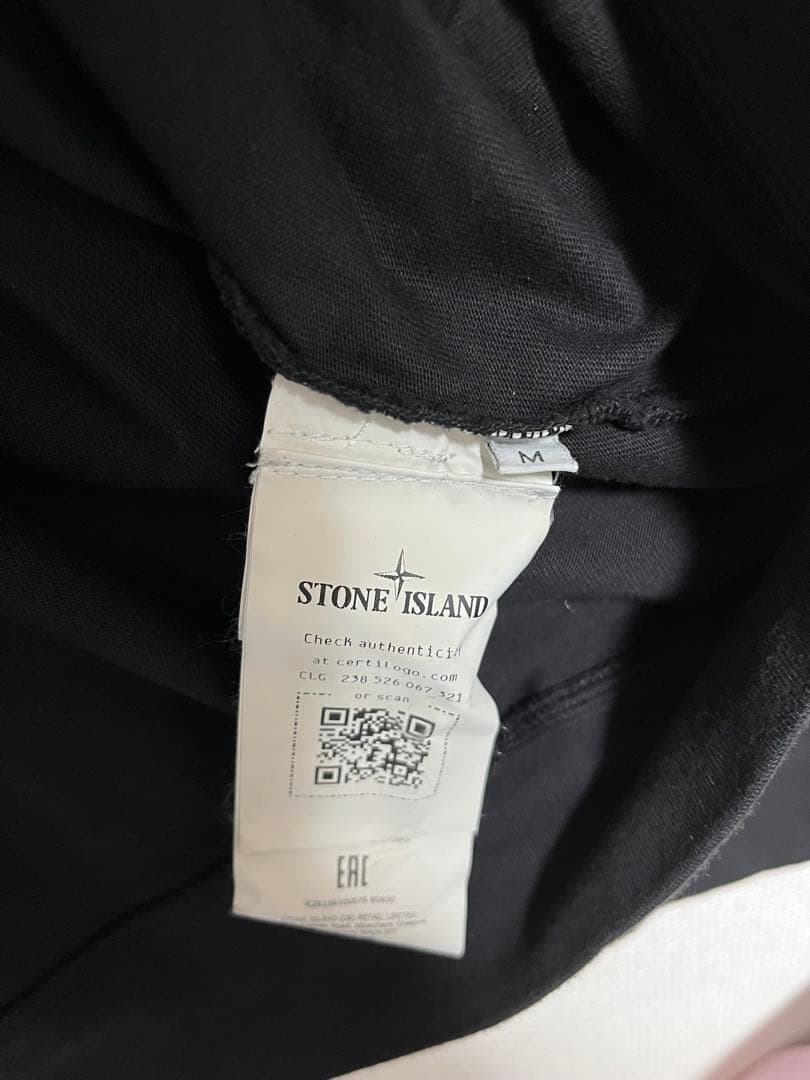 M
STONE ISLAND
Check authentici
at certilogo.com
CLG 238 526 067 321
or scan
EAC